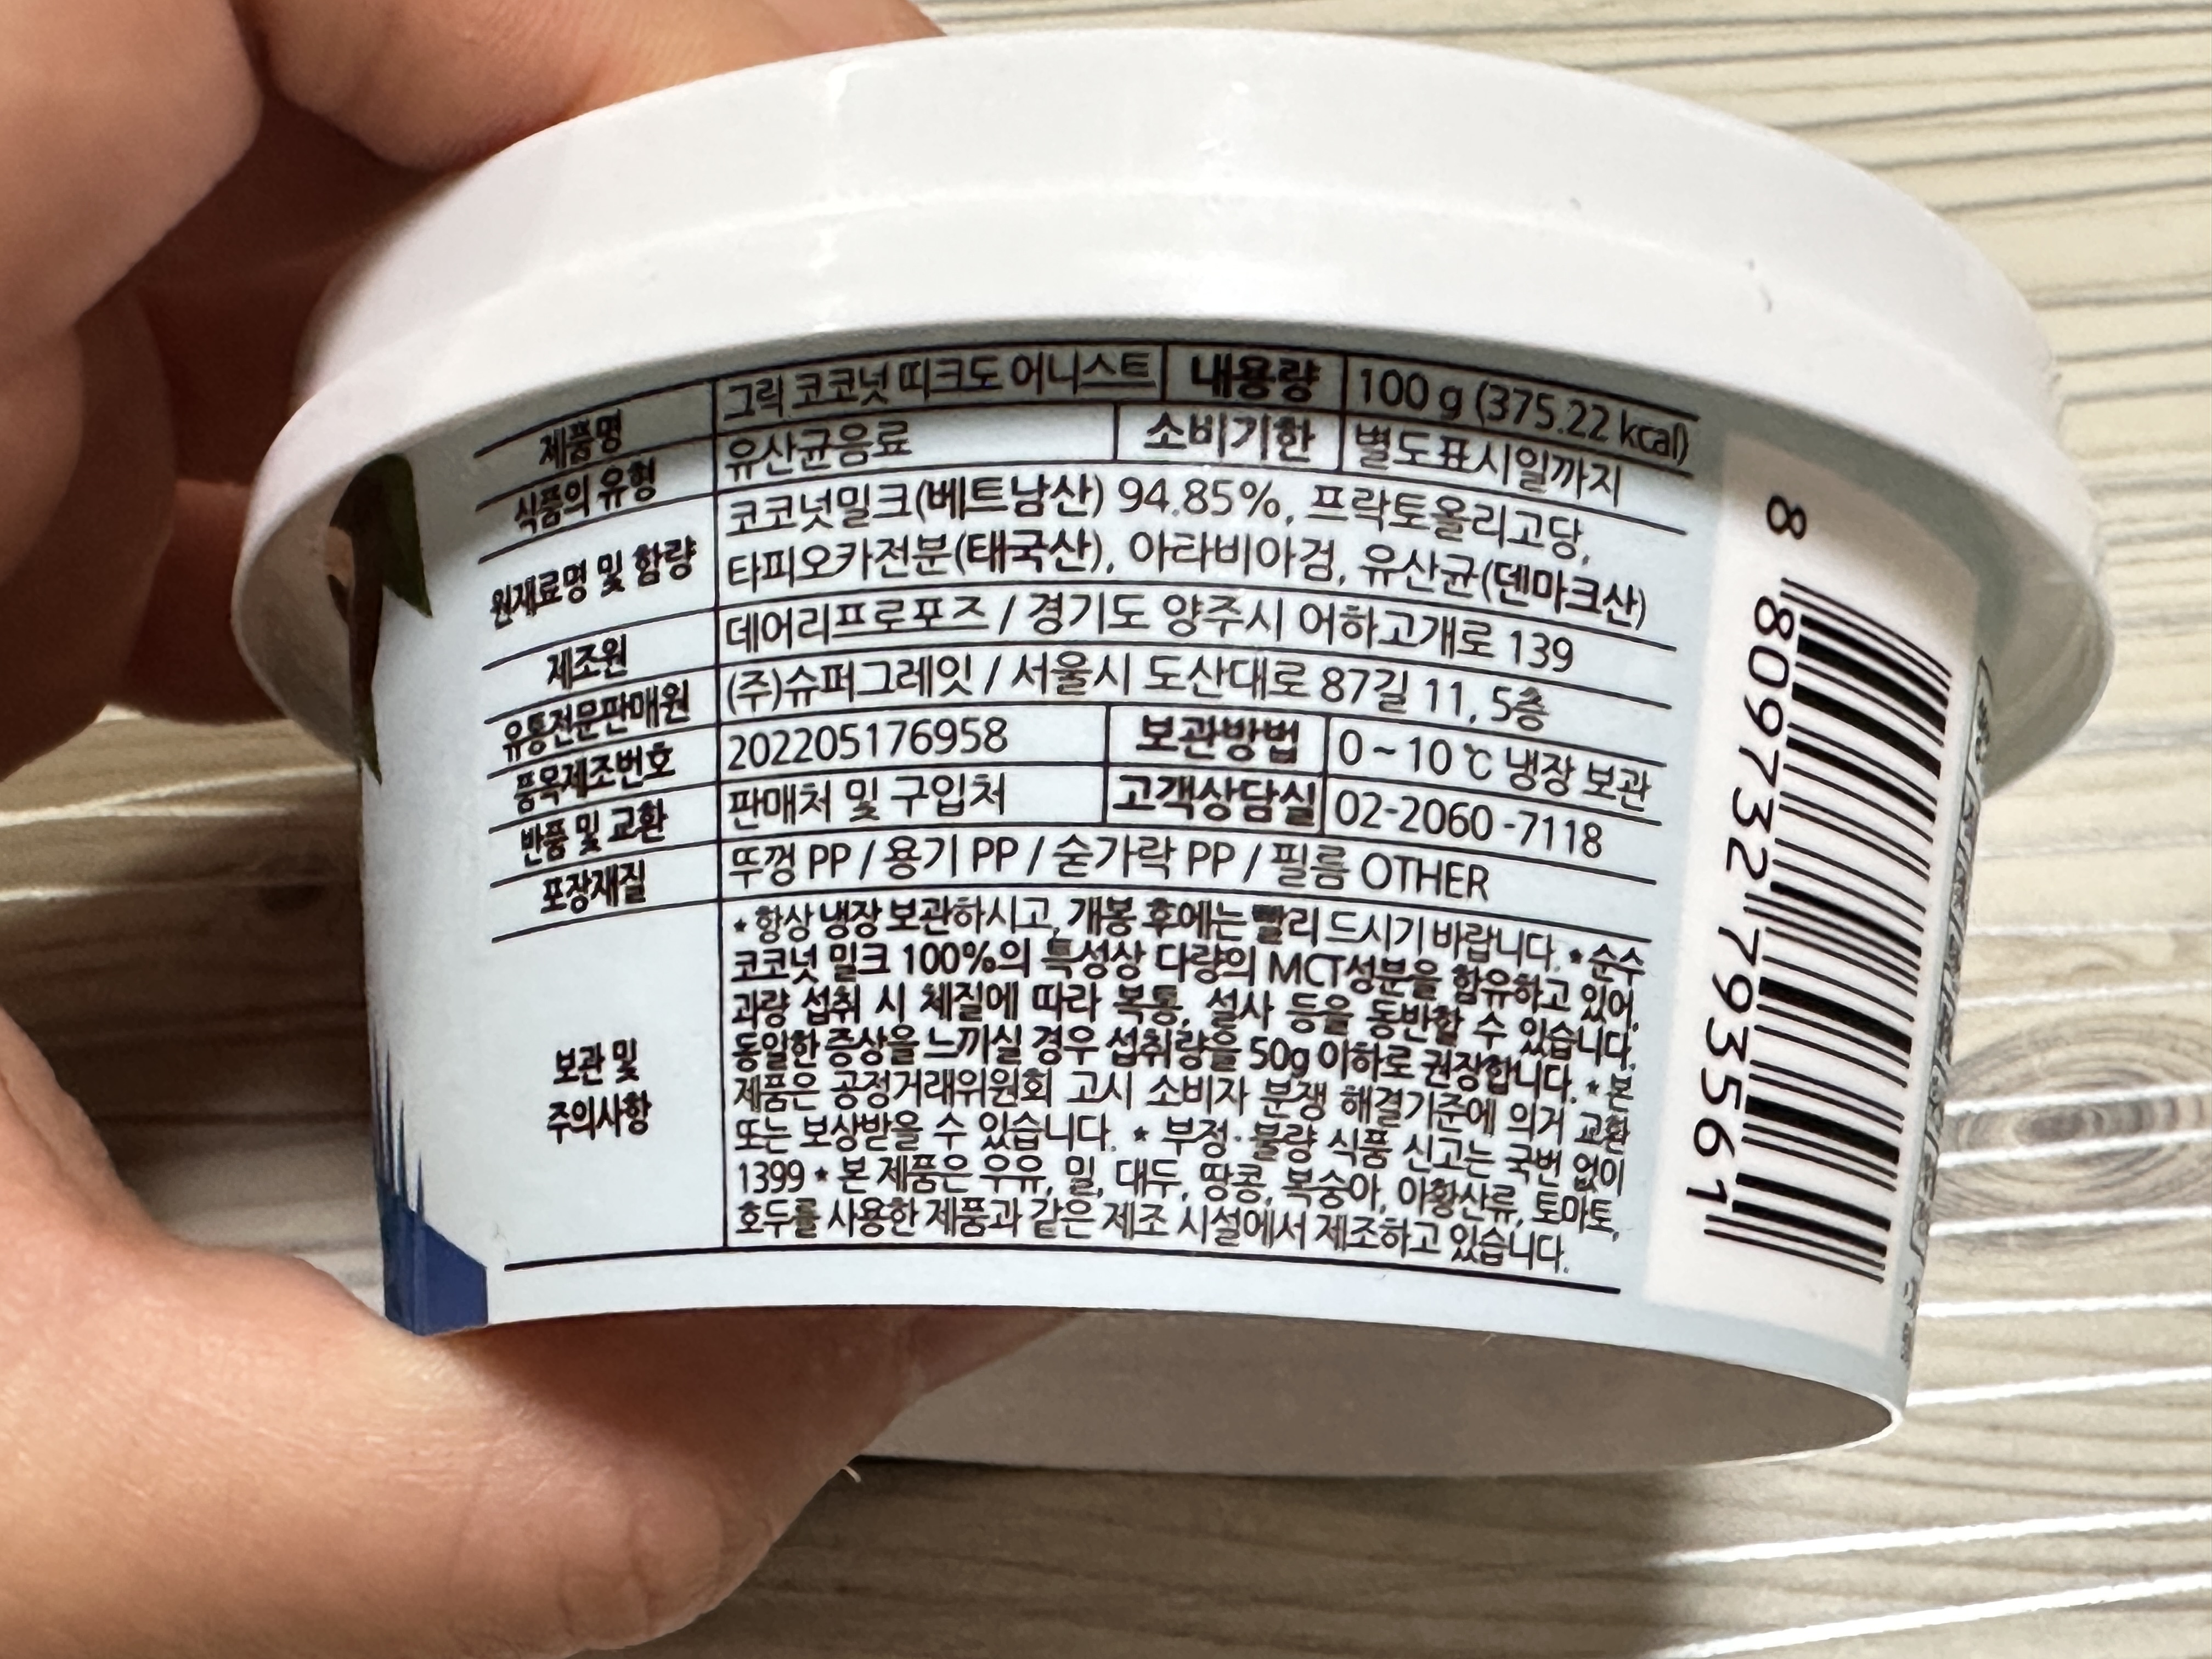 제품명 그릭 코코넛 띠크도 어니스트 내용량 100 g (375.22 kcal)
식품의 유형 유산균음료 소비기한 별도표시일까지
원재료명 및 함량 코코넛밀크(베트남산) 94.85%, 프락토올리고당,
타피오카전분(태국산), 아라비아검, 유산균(덴마크산)
제조원 데어리프로포즈 / 경기도 양주시 어하고개로 139
유통전문판매원 (주)슈퍼그레잇 / 서울시 도산대로 87길 11, 5층
품목제조번호 202205176958 보관방법 0 ~ 10 ℃ 냉장 보관
반품 및 교환 판매처 및 구입처 고객상담실 02-2060 -7118
포장재질 뚜껑 PP / 용기 PP / 숟가락 PP / 필름 OTHER
보관 및
주의사항
* 항상 냉장 보관하시고, 개봉 후에는 빨리 드시기 바랍니다. * 순수
코코넛 밀크 100%의 특성상 다량의 MCT성분을 함유하고 있어,
과량 섭취 시 체질에 따라 복통, 설사 등을 동반할 수 있습니다.
동일한 증상을 느끼실 경우 섭취량을 50g 이하로 권장합니다. * 본
제품은 공정거래위원회 고시 소비자 분쟁 해결기준에 의거 교환
또는 보상받을 수 있습니다. * 부정·불량 식품 신고는 국번 없이
1399 * 본 제품은 우유, 밀, 대두, 땅콩, 복숭아, 아황산류, 토마토,
호두를 사용한 제품과 같은 제조 시설에서 제조하고 있습니다.
8 809732 793561